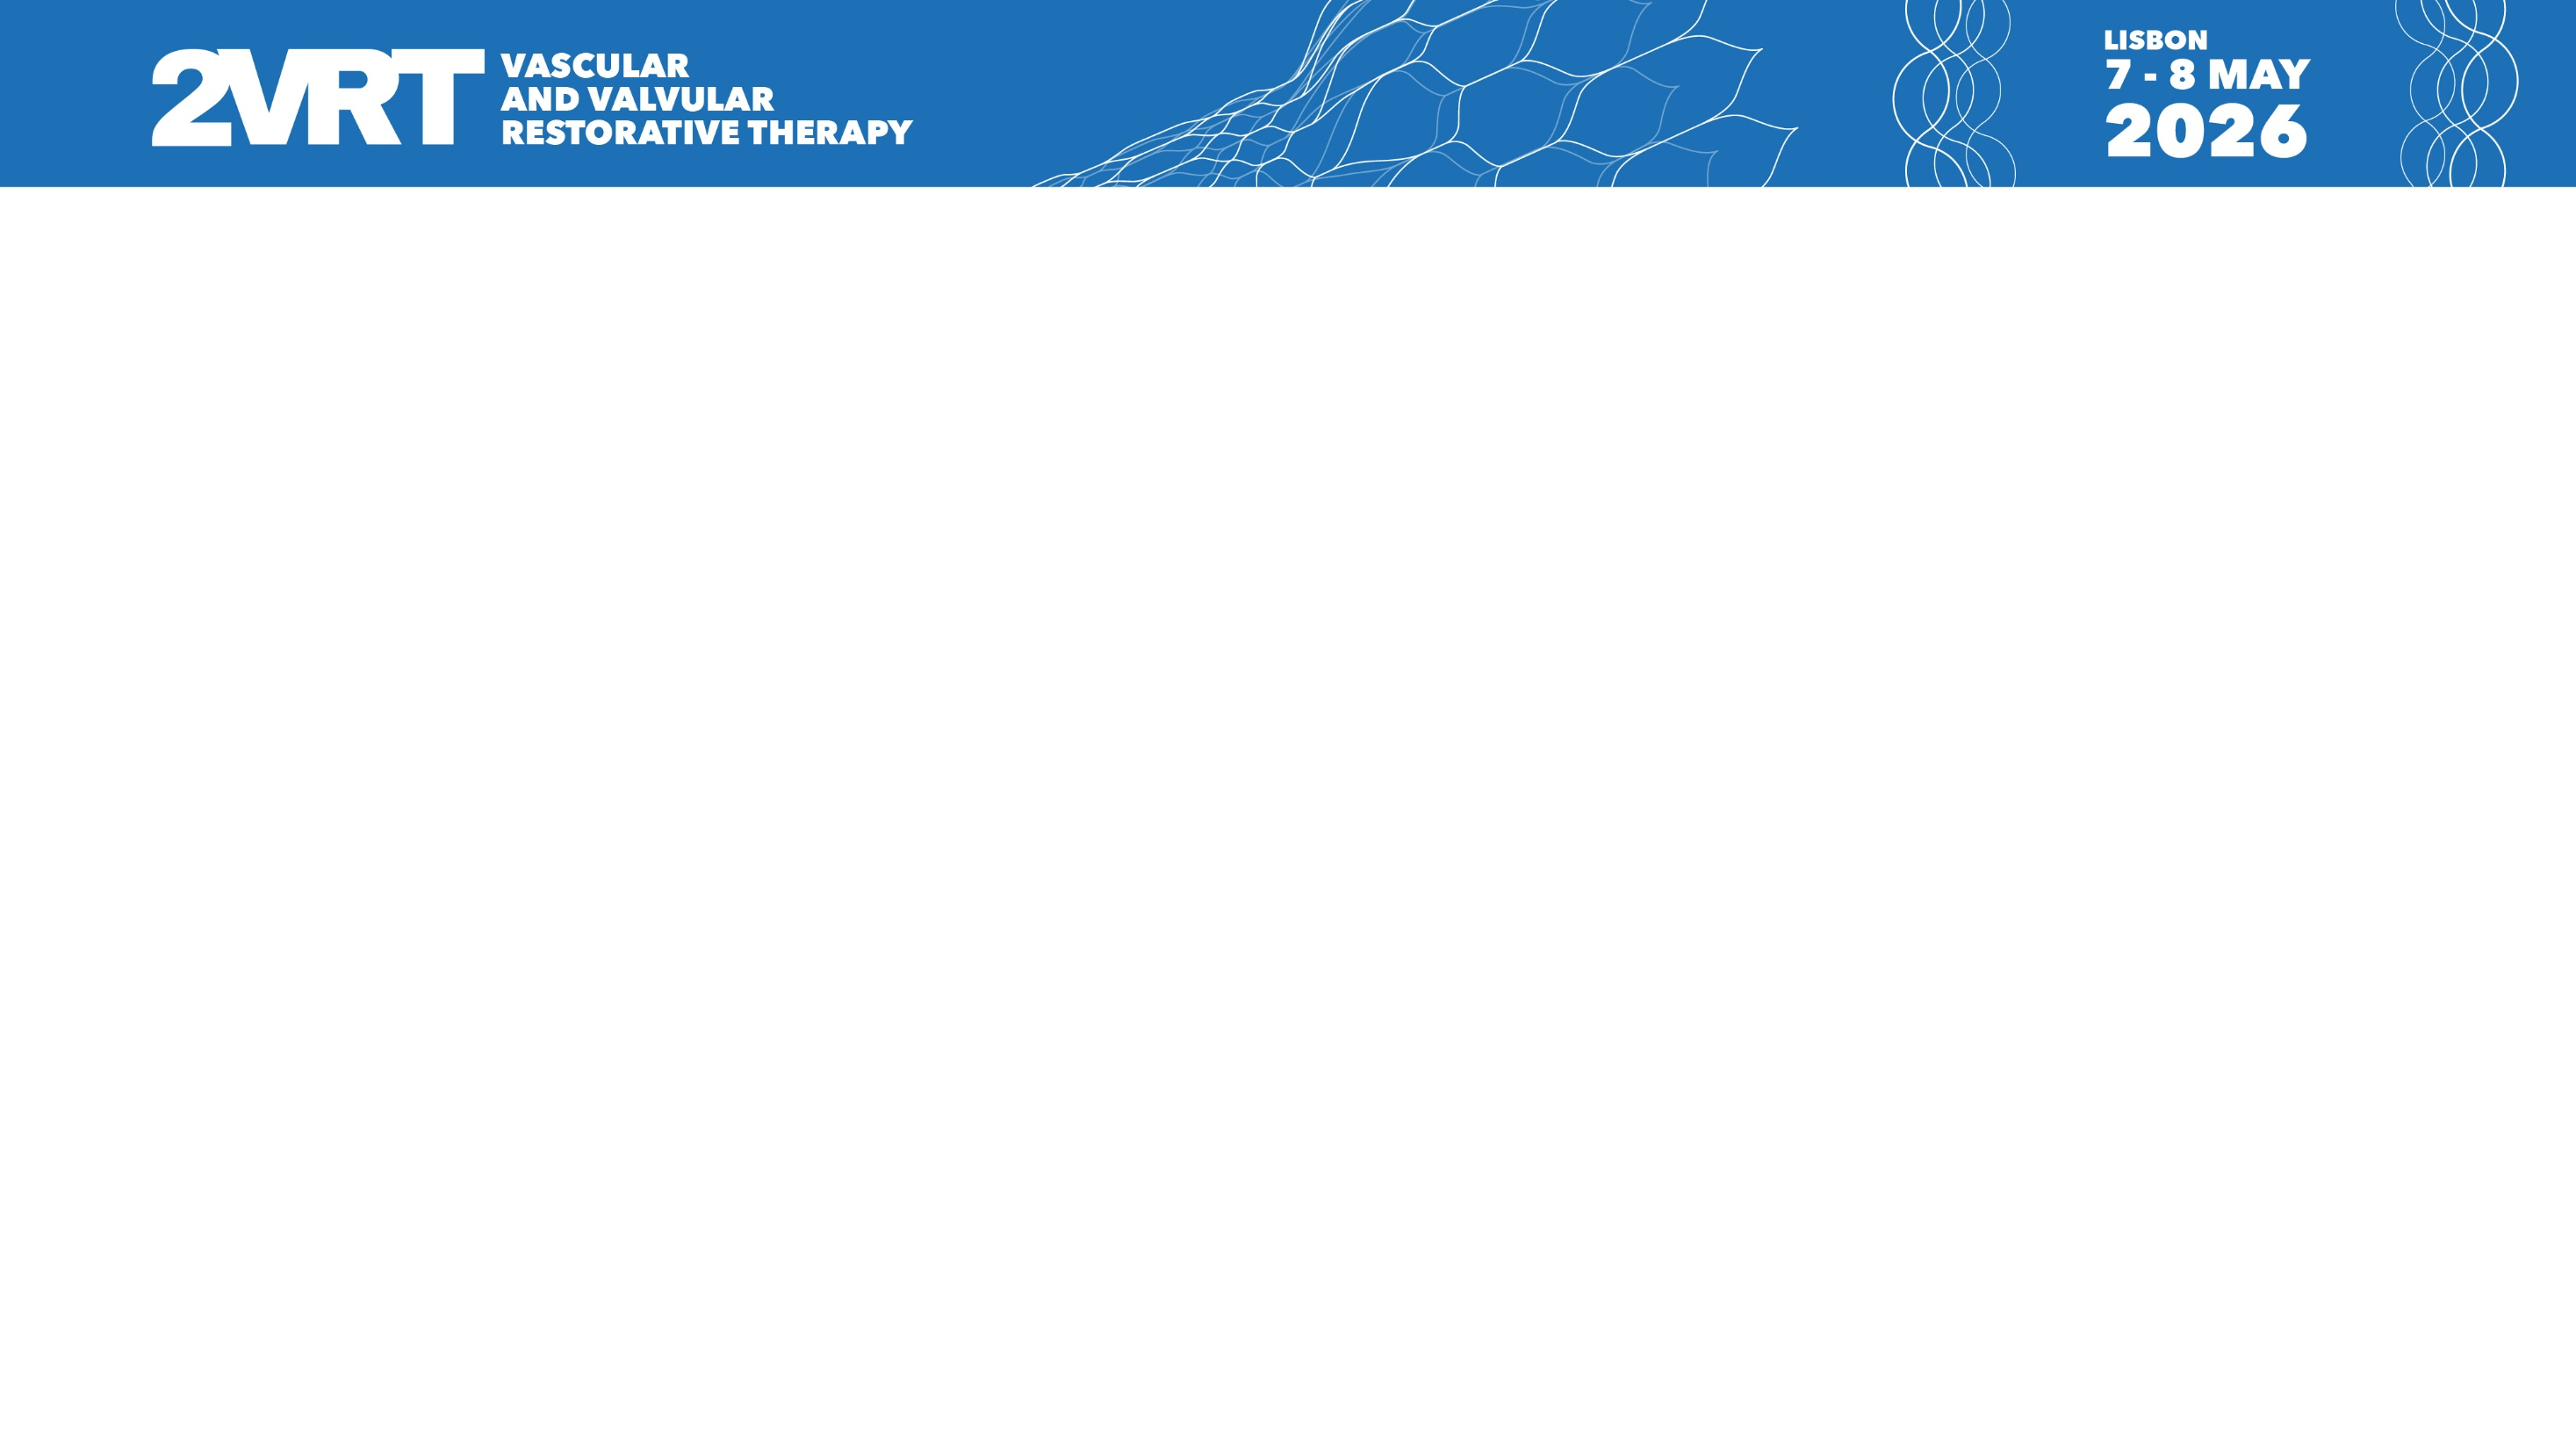 2VRT
VASCULAR
AND VALVULAR
RESTORATIVE THERAPY
LISBON
7 - 8 MAY
2026